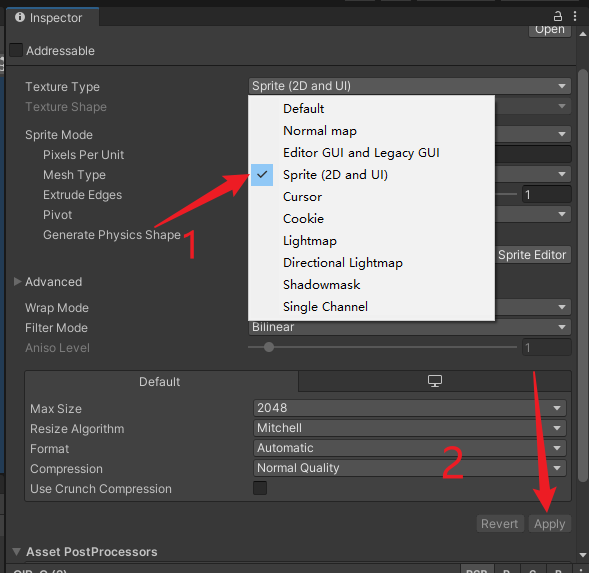 Inspector
Open
Addressable
Texture Type Sprite (2D and UI)
Texture Shape
Default
Sprite Mode
Normal map
Pixels Per Unit
Editor GUI and Legacy GUI
Mesh Type
Sprite (2D and UI)
Extrude Edges
Cursor
1
Pivot
Cookie
Generate Physics Shape
1
Lightmap
Directional Lightmap
Sprite Editor
Advanced
Shadowmask
Wrap Mode
Single Channel
Filter Mode Bilinear
Aniso Level 1
Default
Max Size 2048
Resize Algorithm Mitchell
Format Automatic
Compression Normal Quality
2
Use Crunch Compression
Revert Apply
Asset PostProcessors